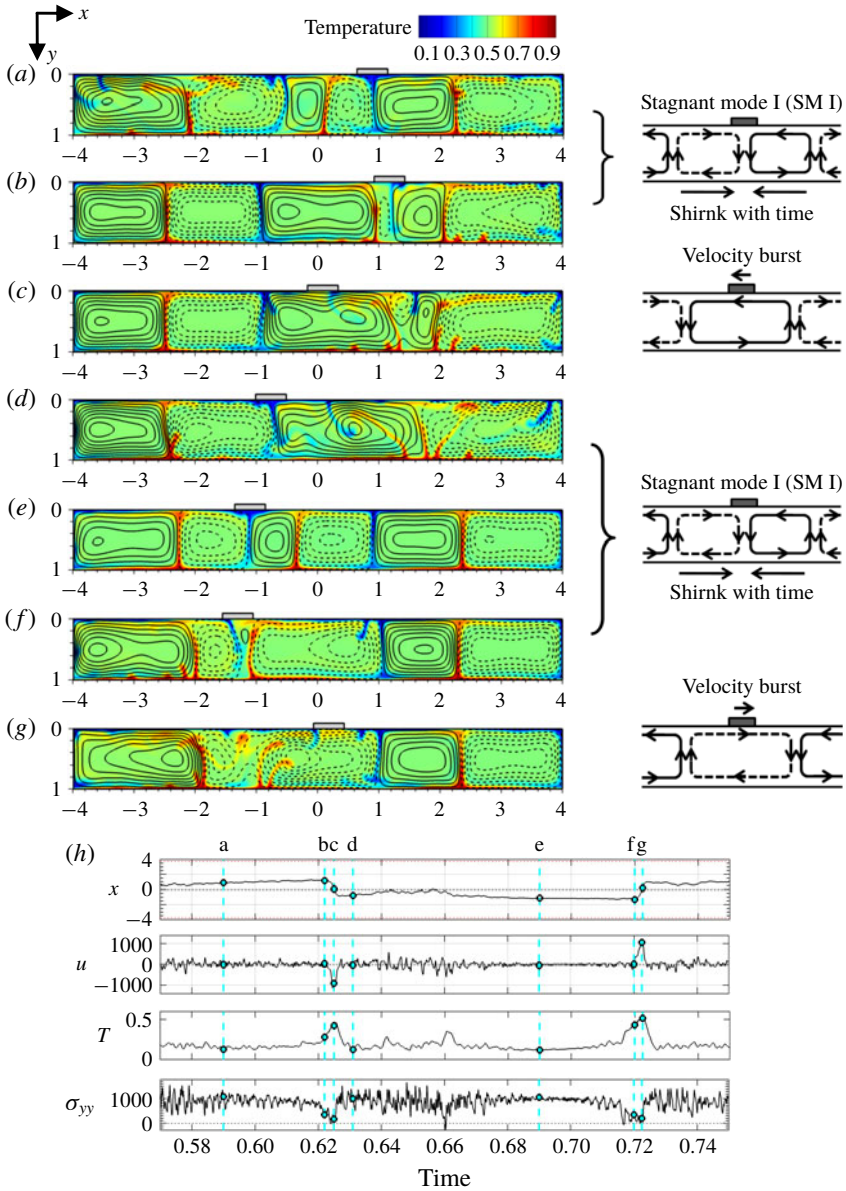 x
y
Temperature
0.1 0.3 0.5 0.7 0.9
(a)
0
1
−4 −3 −2 −1 0 1 2 3 4
Stagnant mode I (SM I)
Shirnk with time
(b)
0
1
−4 −3 −2 −1 0 1 2 3 4
Velocity burst
(c)
0
1
−4 −3 −2 −1 0 1 2 3 4
(d)
0
1
−4 −3 −2 −1 0 1 2 3 4
Stagnant mode I (SM I)
Shirnk with time
(e)
0
1
−4 −3 −2 −1 0 1 2 3 4
(f)
0
1
−4 −3 −2 −1 0 1 2 3 4
Velocity burst
(g)
0
1
−4 −3 −2 −1 0 1 2 3 4
(h)
a b c d e f g
x
4
0
−4
u
1000
0
−1000
T
0.5
0
σyy
1000
0
0.58 0.60 0.62 0.64 0.66 0.68 0.70 0.72 0.74
Time